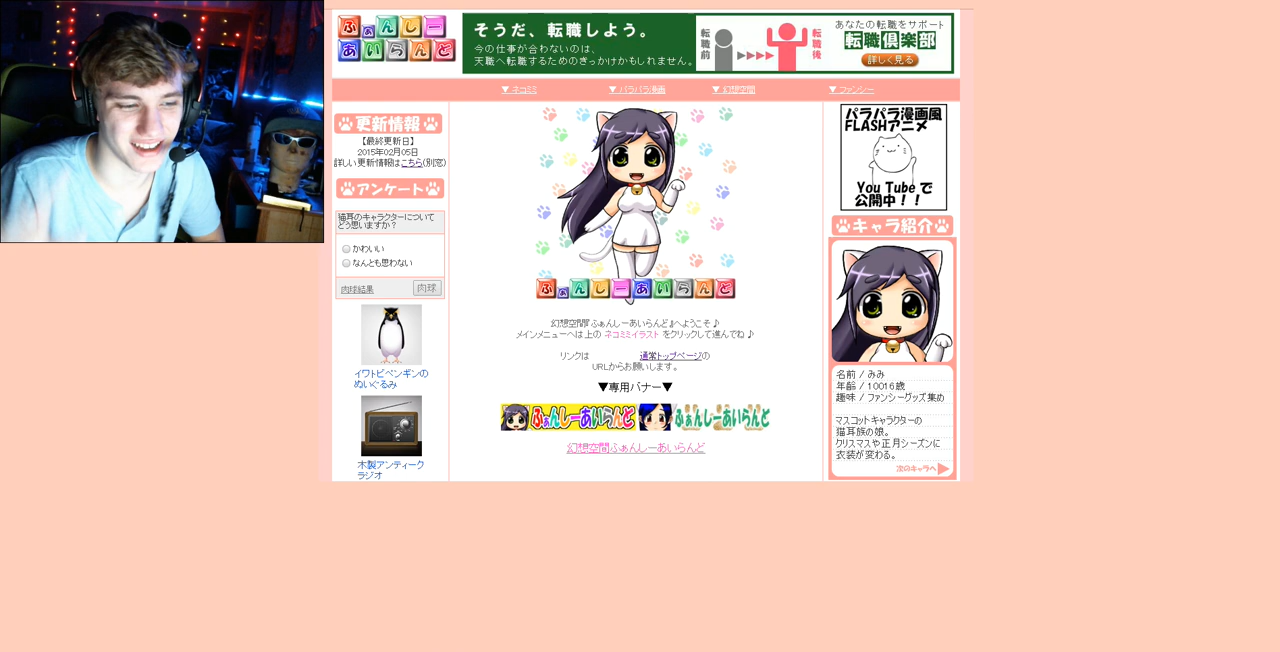 ふぁんしー
あいらんど
そうだ、転職しよう。
今の仕事が合わないのは、
天職へ転職するためのきっかけかもしれません。
転職前
転職後
あなたの転職をサポート
転職倶楽部
詳しく見る
▼ ネコミミ
▼ パラパラ漫画
▼ 幻想空間
▼ ファンシー
更新情報
【最終更新日】
2015年02月05日
詳しい更新情報はこちら(別窓)
アンケート
猫耳のキャラクターについて
どう思いますか？
かわいい
なんとも思わない
肉球結果
肉球
イワトビペンギンの
ぬいぐるみ
木製アンティーク
ラジオ
ふぁんしーあいらんど
幻想空間『ふぁんしーあいらんど』へようこそ♪
メインメニューへは上の ネコミミイラスト をクリックして進んでね♪
リンクは 通常トップページの
URLからお願いします。
▼専用バナー▼
ふぁんしーあいらんど
ふぁんしーあいらんど
幻想空間ふぁんしーあいらんど
パラパラ漫画風
FLASHアニメ
You Tubeで
公開中！！
キャラ紹介
名前 / みみ
年齢 / 10016歳
趣味 / ファンシーグッズ集め
マスコットキャラクターの
猫耳族の娘。
クリスマスや正月シーズンに
衣装が変わる。
次のキャラへ